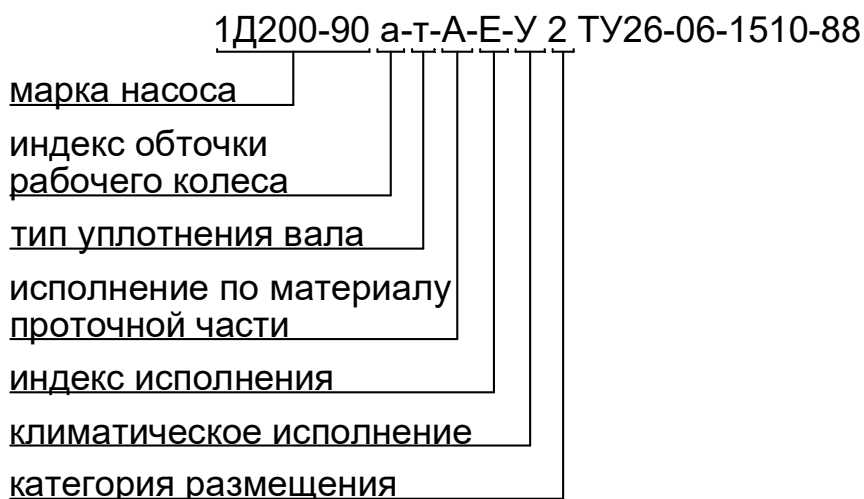 1Д200-90 а-т-А-Е-У 2 ТУ26-06-1510-88
марка насоса
индекс обточки
рабочего колеса
тип уплотнения вала
исполнение по материалу
проточной части
индекс исполнения
климатическое исполнение
категория размещения